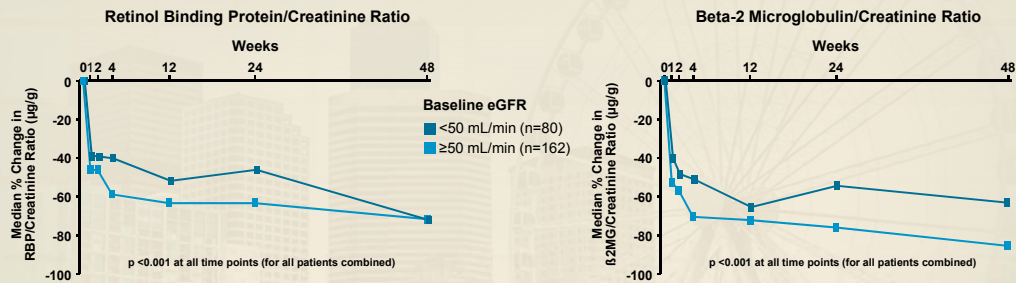 Retinol Binding Protein/Creatinine Ratio
Weeks
0 1 2 4 12 24 48
0
-20
-40
-60
-80
-100
Median % Change in
RBP/Creatinine Ratio (µg/g)
p <0.001 at all time points (for all patients combined)
Baseline eGFR
<50 mL/min (n=80)
≥50 mL/min (n=162)
Beta-2 Microglobulin/Creatinine Ratio
Weeks
0 1 2 4 12 24 48
0
-20
-40
-60
-80
-100
Median % Change in
ß2MG/Creatinine Ratio (µg/g)
p <0.001 at all time points (for all patients combined)